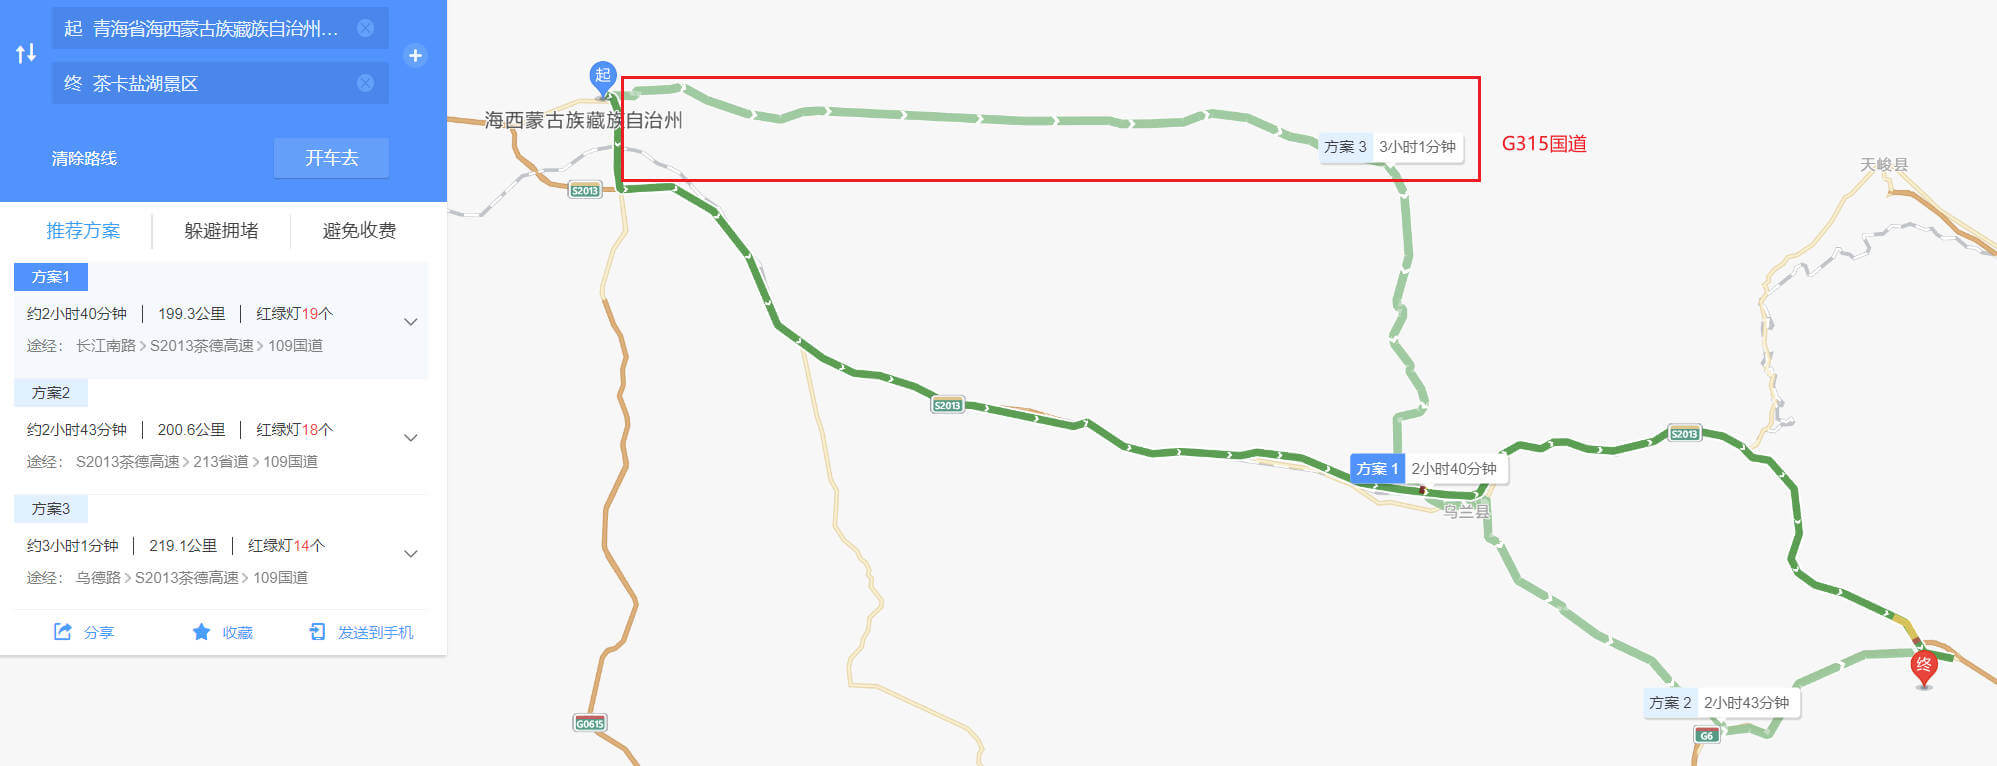 起 青海省海西蒙古族藏族自治州...
终 茶卡盐湖景区
清除路线
开车去
推荐方案
躲避拥堵
避免收费
方案1
约2小时40分钟 | 199.3公里 | 红绿灯19个
途经： 长江南路 > S2013茶德高速 > 109国道
方案2
约2小时43分钟 | 200.6公里 | 红绿灯18个
途经： S2013茶德高速 > 213省道 > 109国道
方案3
约3小时1分钟 | 219.1公里 | 红绿灯14个
途经： 乌德路 > S2013茶德高速 > 109国道
分享
收藏
发送到手机
起
海西蒙古族藏族自治州
方案 3 3小时1分钟
G315国道
天峻县
S2013
S2013
S2013
方案 1 2小时40分钟
乌兰县
终
方案 2 2小时43分钟
G0615
G6